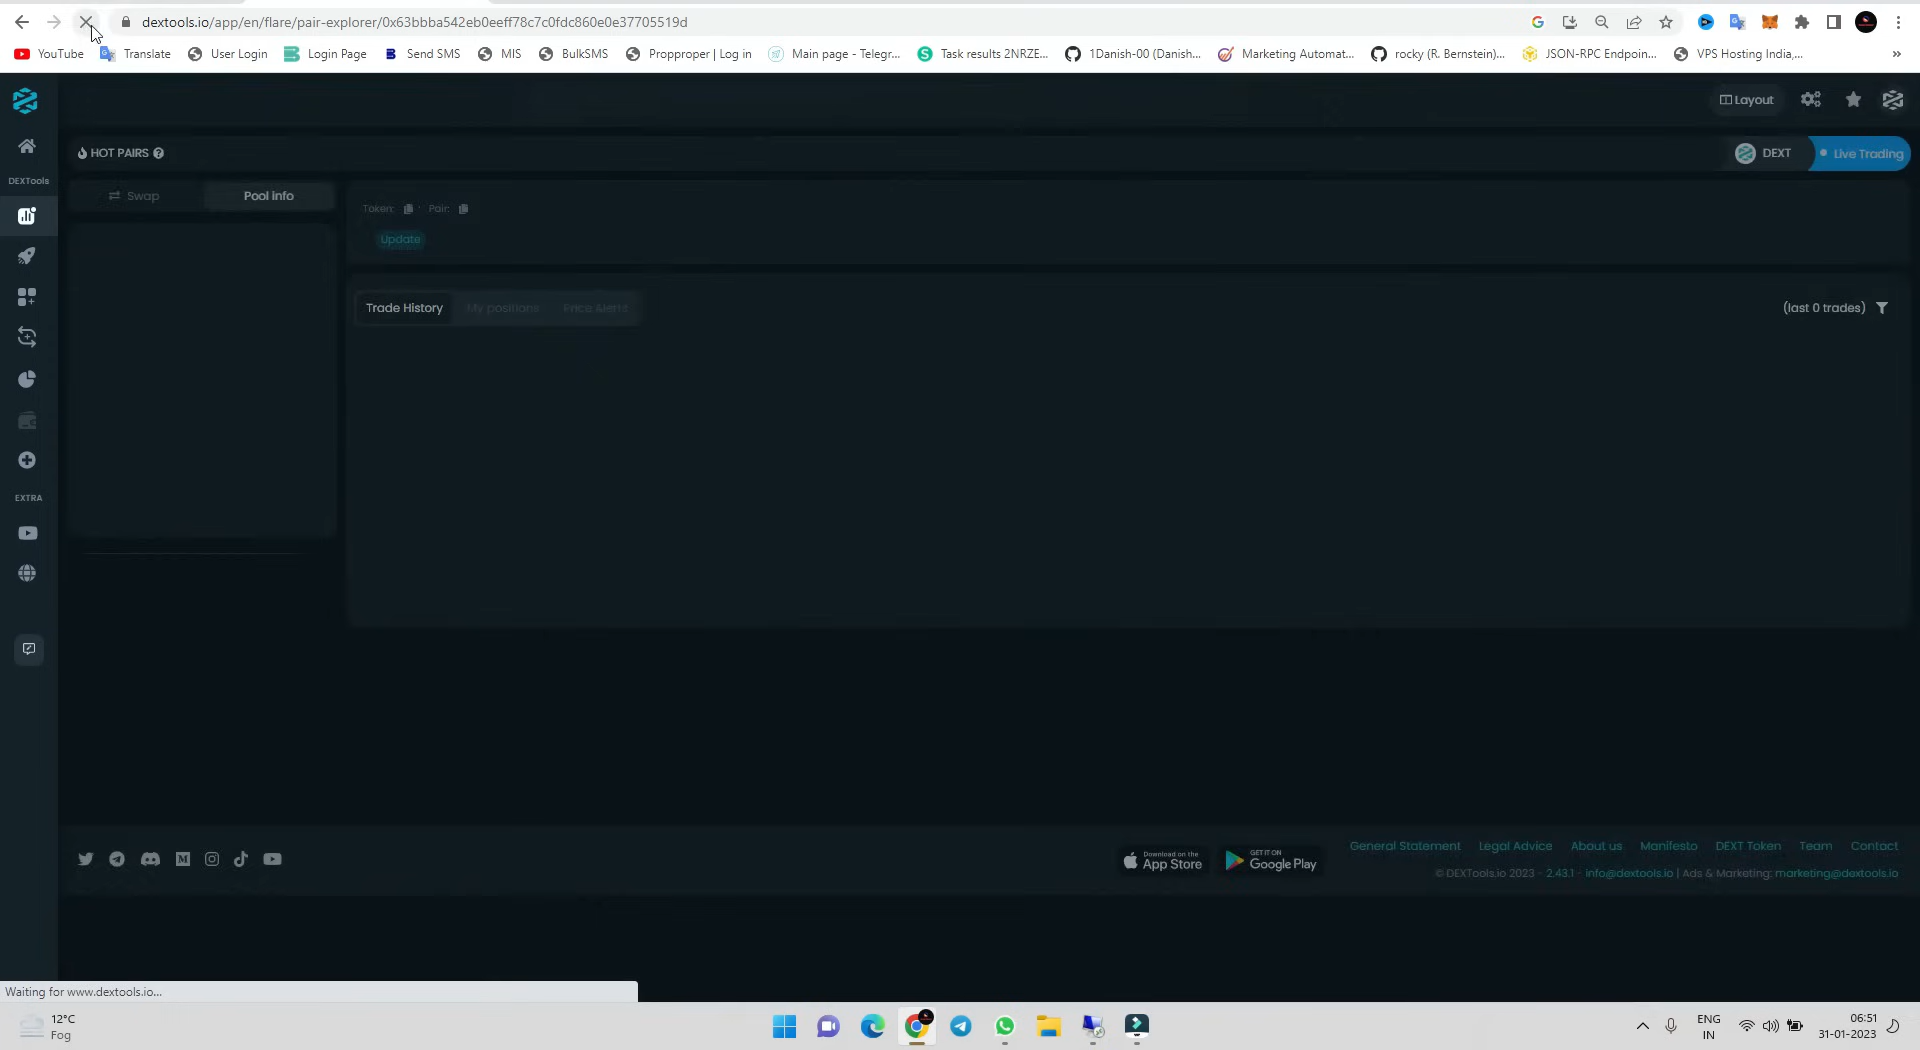 dextools.io/app/en/flare/pair-explorer/0x63bbba542eb0eeff78c7c0fdc860e0e37705519d
YouTube Translate User Login Login Page Send SMS MIS BulkSMS Propproper | Log in Main page - Telegr... Task results 2NRZE... 1Danish-00 (Danish... Marketing Automat... rocky (R. Bernstein)... JSON-RPC Endpoin... VPS Hosting India,... »
Layout
HOT PAIRS
DEXT Live Trading
DEXTools
Swap Pool info
Token: Pair:
Update
Trade History My positions Price Alerts (last 0 trades)
EXTRA
Download on the App Store
GET IT ON Google Play
General Statement Legal Advice About us Manifesto DEXT Token Team Contact
© DEXTools.io 2023 - 2.43.1 - info@dextools.io | Ads & Marketing: marketing@dextools.io
Waiting for www.dextools.io...
12°C
Fog
ENG
IN
06:51
31-01-2023